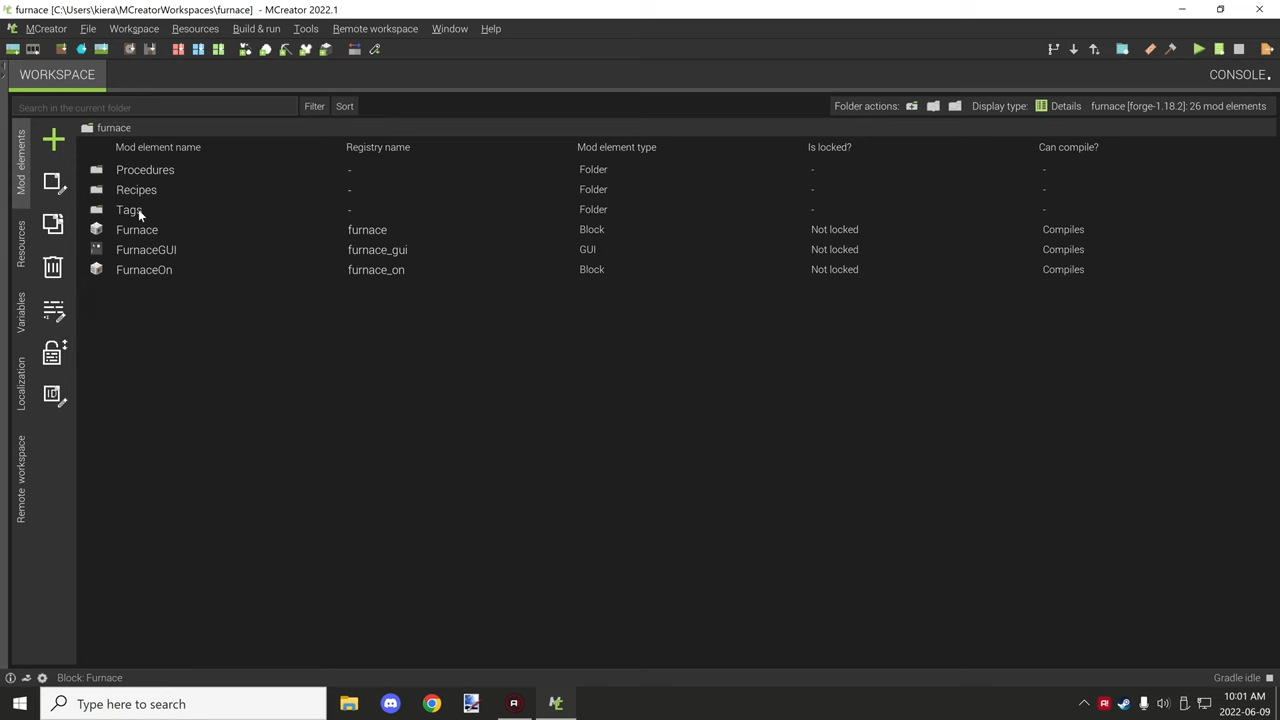 furnace [C:\Users\kiera\MCreatorWorkspaces\furnace] - MCreator 2022.1
MCreator File Workspace Resources Build & run Tools Remote workspace Window Help
WORKSPACE
CONSOLE
Search in the current folder
Filter Sort
Folder actions: Display type: Details furnace [forge-1.18.2]: 26 mod elements
furnace
Mod element name Registry name Mod element type Is locked? Can compile?
Procedures - Folder - -
Recipes - Folder - -
Tags - Folder - -
Furnace furnace Block Not locked Compiles
FurnaceGUI furnace_gui GUI Not locked Compiles
FurnaceOn furnace_on Block Not locked Compiles
Mod elements
Resources
Variables
Localization
Remote workspace
ID
Block: Furnace
Gradle idle
Type here to search
10:01 AM
2022-06-09